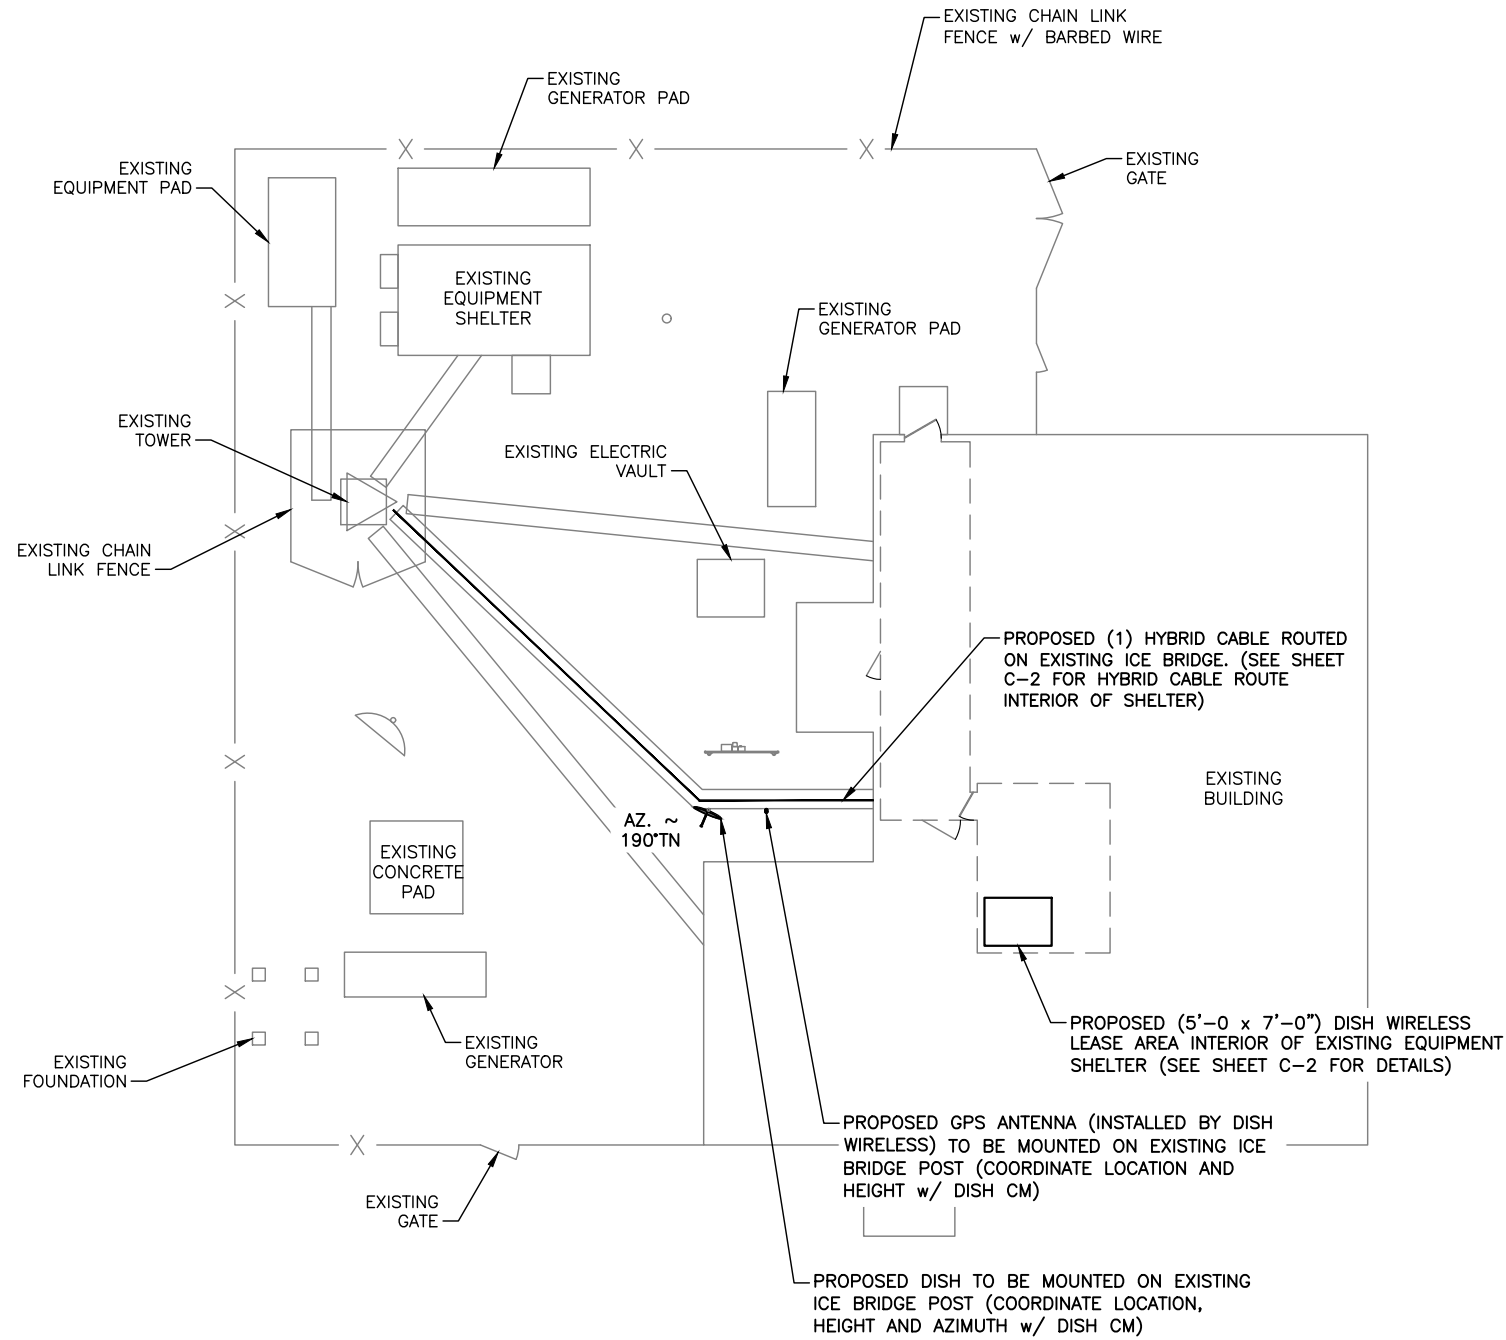 EXISTING CHAIN LINK
FENCE w/ BARBED WIRE
EXISTING
GENERATOR PAD
EXISTING
EQUIPMENT PAD
EXISTING
GATE
EXISTING
EQUIPMENT
SHELTER
EXISTING
GENERATOR PAD
EXISTING
TOWER
EXISTING ELECTRIC
VAULT
EXISTING CHAIN
LINK FENCE
PROPOSED (1) HYBRID CABLE ROUTED
ON EXISTING ICE BRIDGE. (SEE SHEET
C-2 FOR HYBRID CABLE ROUTE
INTERIOR OF SHELTER)
EXISTING
BUILDING
AZ. ~
190°TN
EXISTING
CONCRETE
PAD
EXISTING
GENERATOR
EXISTING
FOUNDATION
PROPOSED (5'-0 x 7'-0") DISH WIRELESS
LEASE AREA INTERIOR OF EXISTING EQUIPMENT
SHELTER (SEE SHEET C-2 FOR DETAILS)
PROPOSED GPS ANTENNA (INSTALLED BY DISH
WIRELESS) TO BE MOUNTED ON EXISTING ICE
BRIDGE POST (COORDINATE LOCATION AND
HEIGHT w/ DISH CM)
EXISTING
GATE
PROPOSED DISH TO BE MOUNTED ON EXISTING
ICE BRIDGE POST (COORDINATE LOCATION,
HEIGHT AND AZIMUTH w/ DISH CM)